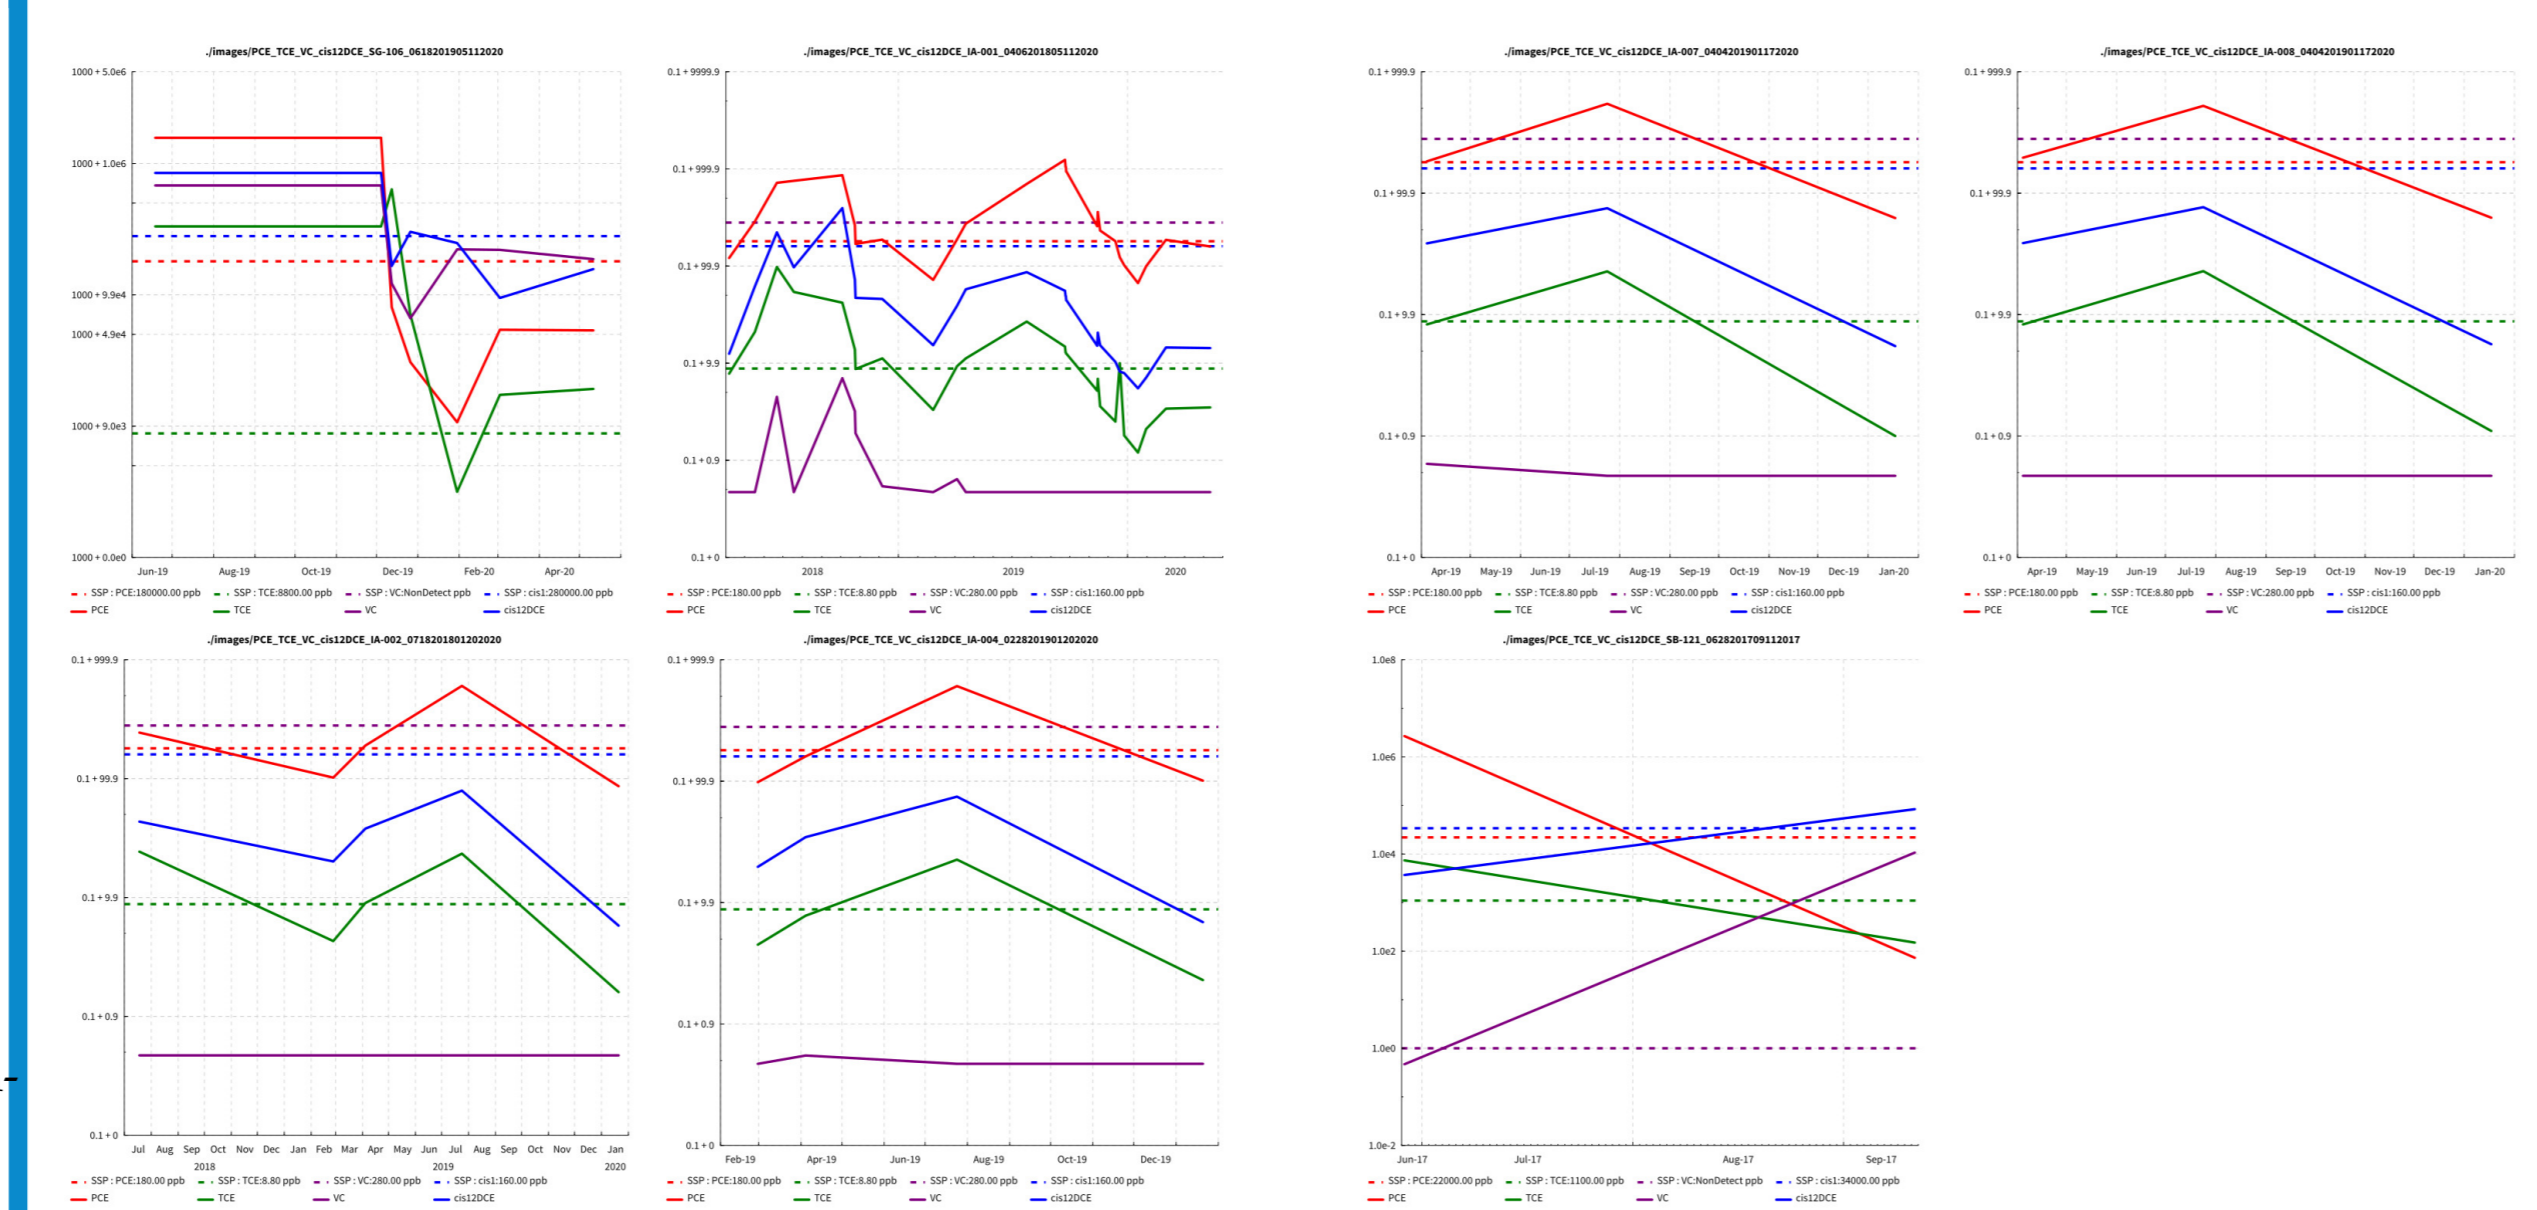 ./images/PCE_TCE_VC_cis12DCE_SG-106_0618201905112020
1000 + 5.0e6
1000 + 1.0e6
1000 + 9.9e4
1000 + 4.9e4
1000 + 9.0e3
1000 + 0.0e0
Jun-19 Aug-19 Oct-19 Dec-19 Feb-20 Apr-20
SSP : PCE:180000.00 ppb SSP : TCE:8800.00 ppb SSP : VC:NonDetect ppb SSP : cis1:280000.00 ppb
PCE TCE VC cis12DCE
./images/PCE_TCE_VC_cis12DCE_IA-001_0406201805112020
0.1 + 9999.9
0.1 + 999.9
0.1 + 99.9
0.1 + 9.9
0.1 + 0.9
0.1 + 0
2018 2019 2020
SSP : PCE:180.00 ppb SSP : TCE:8.80 ppb SSP : VC:280.00 ppb SSP : cis1:160.00 ppb
PCE TCE VC cis12DCE
./images/PCE_TCE_VC_cis12DCE_IA-007_0404201901172020
0.1 + 999.9
0.1 + 99.9
0.1 + 9.9
0.1 + 0.9
0.1 + 0
Apr-19 May-19 Jun-19 Jul-19 Aug-19 Sep-19 Oct-19 Nov-19 Dec-19 Jan-20
SSP : PCE:180.00 ppb SSP : TCE:8.80 ppb SSP : VC:280.00 ppb SSP : cis1:160.00 ppb
PCE TCE VC cis12DCE
./images/PCE_TCE_VC_cis12DCE_IA-008_0404201901172020
0.1 + 999.9
0.1 + 99.9
0.1 + 9.9
0.1 + 0.9
0.1 + 0
Apr-19 May-19 Jun-19 Jul-19 Aug-19 Sep-19 Oct-19 Nov-19 Dec-19 Jan-20
SSP : PCE:180.00 ppb SSP : TCE:8.80 ppb SSP : VC:280.00 ppb SSP : cis1:160.00 ppb
PCE TCE VC cis12DCE
./images/PCE_TCE_VC_cis12DCE_IA-002_0718201801202020
0.1 + 999.9
0.1 + 99.9
0.1 + 9.9
0.1 + 0.9
0.1 + 0
Jul Aug Sep Oct Nov Dec Jan Feb Mar Apr May Jun Jul Aug Sep Oct Nov Dec Jan
2018 2019 2020
SSP : PCE:180.00 ppb SSP : TCE:8.80 ppb SSP : VC:280.00 ppb SSP : cis1:160.00 ppb
PCE TCE VC cis12DCE
./images/PCE_TCE_VC_cis12DCE_IA-004_0228201901202020
0.1 + 999.9
0.1 + 99.9
0.1 + 9.9
0.1 + 0.9
0.1 + 0
Feb-19 Apr-19 Jun-19 Aug-19 Oct-19 Dec-19
SSP : PCE:180.00 ppb SSP : TCE:8.80 ppb SSP : VC:280.00 ppb SSP : cis1:160.00 ppb
PCE TCE VC cis12DCE
./images/PCE_TCE_VC_cis12DCE_SB-121_0628201709112017
1.0e8
1.0e6
1.0e4
1.0e2
1.0e0
1.0e-2
Jun-17 Jul-17 Aug-17 Sep-17
SSP : PCE:22000.00 ppb SSP : TCE:1100.00 ppb SSP : VC:NonDetect ppb SSP : cis1:34000.00 ppb
PCE TCE VC cis12DCE